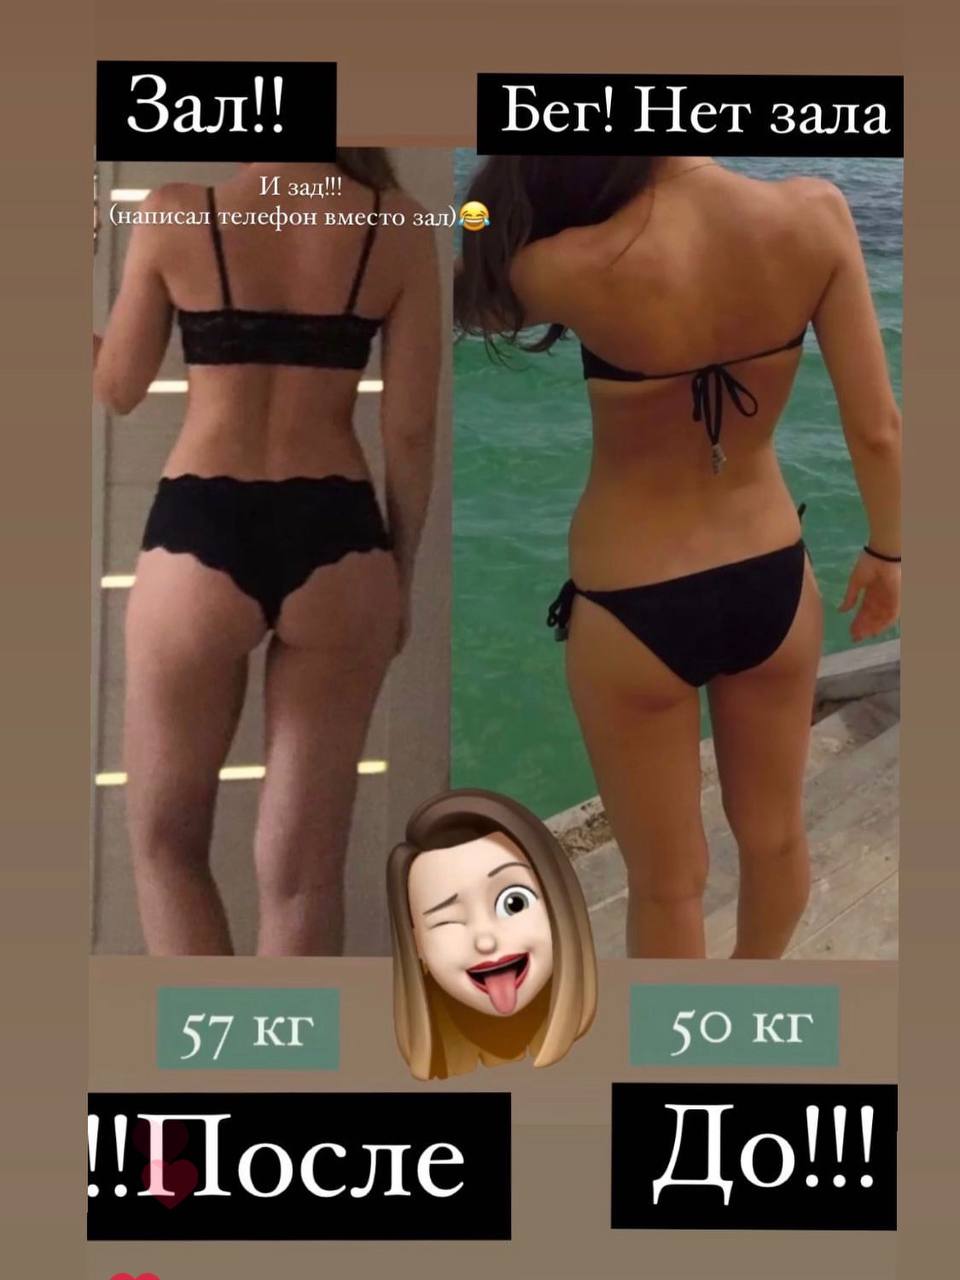 Зал!!
Бег! Нет зала
И зад!!!
(написал телефон вместо зал)😂
57 кг
50 кг
!!После
До!!!